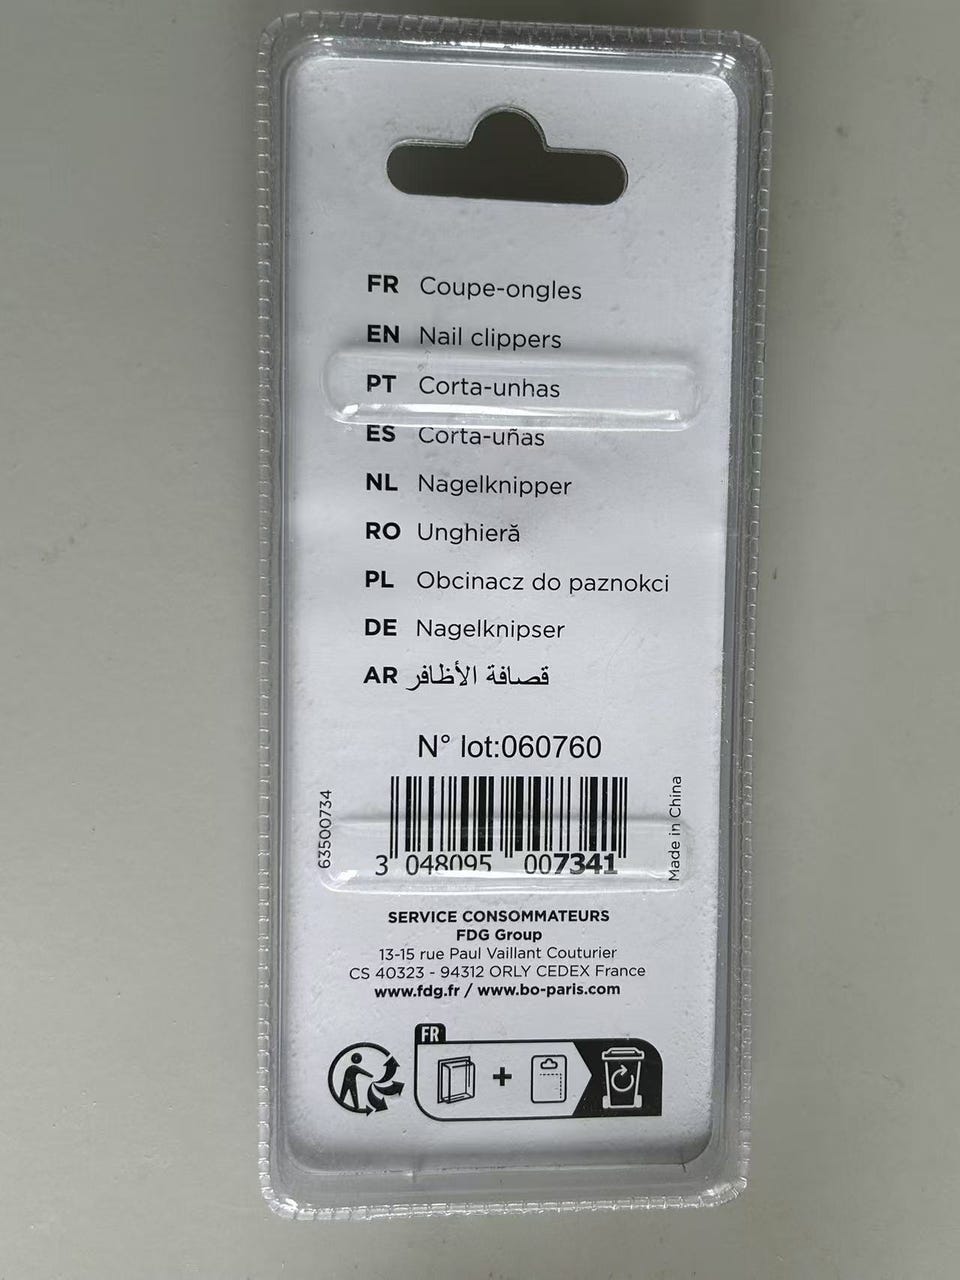 FR Coupe-ongles
EN Nail clippers
PT Corta-unhas
ES Corta-uñas
NL Nagelknipper
RO Unghieră
PL Obcinacz do paznokci
DE Nagelknipser
AR قصافة الأظافر
N° lot:060760
63500734
Made in China
3 048095 007341
SERVICE CONSOMMATEURS
FDG Group
13-15 rue Paul Vaillant Couturier
CS 40323 - 94312 ORLY CEDEX France
www.fdg.fr / www.bo-paris.com
FR
+